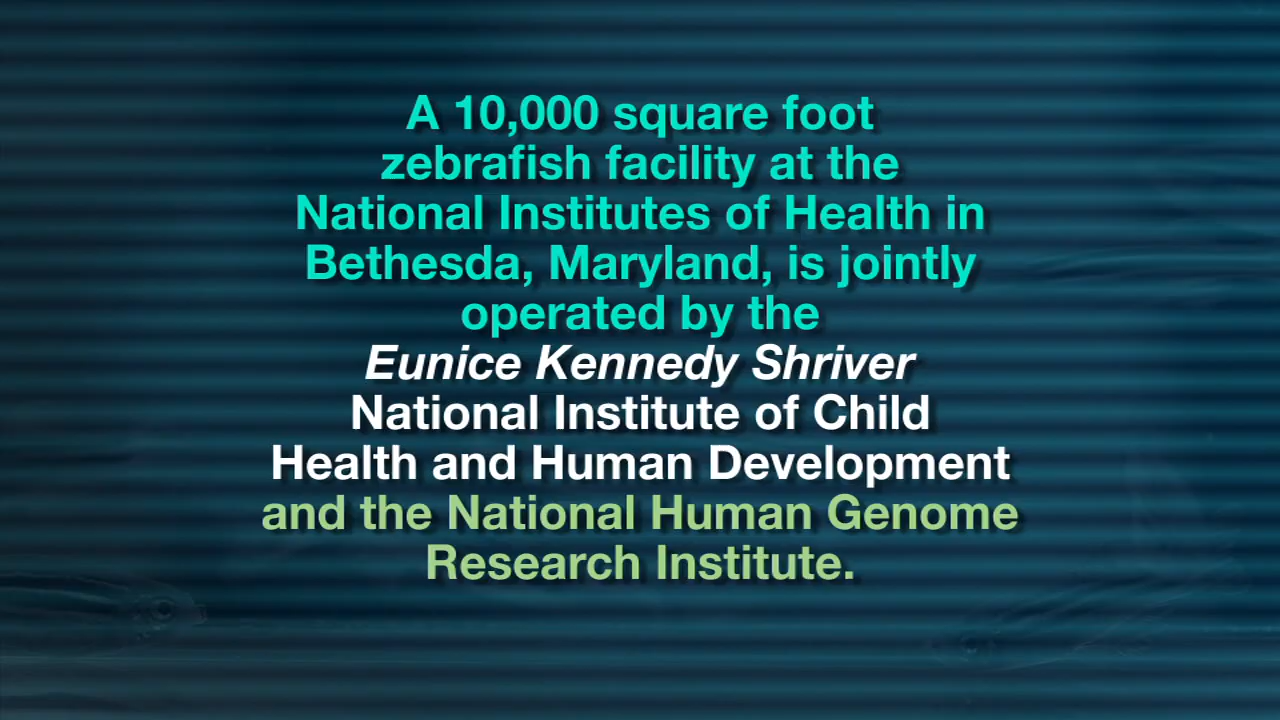 A 10,000 square foot
zebrafish facility at the
National Institutes of Health in
Bethesda, Maryland, is jointly
operated by the
Eunice Kennedy Shriver
National Institute of Child
Health and Human Development
and the National Human Genome
Research Institute.